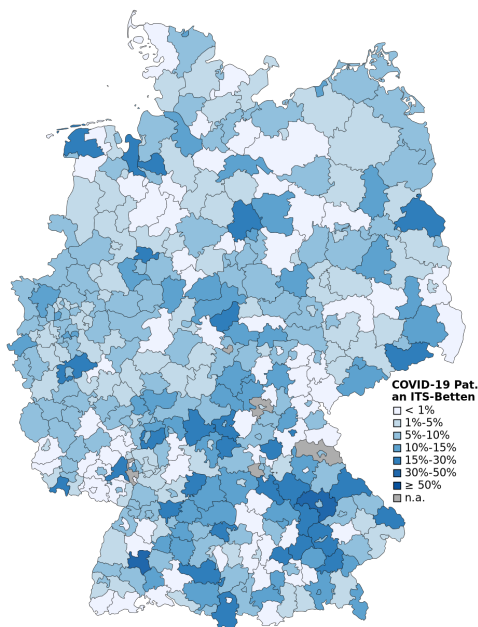 COVID-19 Pat.
an ITS-Betten
< 1%
1%-5%
5%-10%
10%-15%
15%-30%
30%-50%
≥ 50%
n.a.